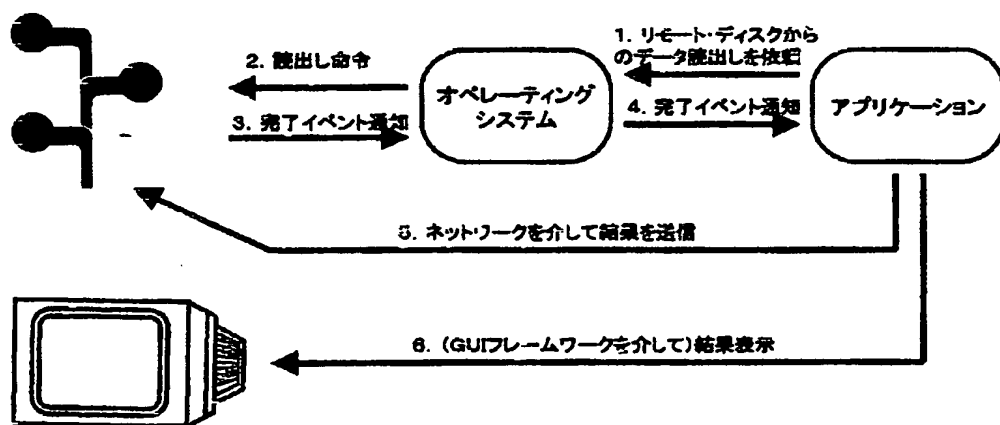 1. リモート・ディスクから
のデータ読出しを依頼
2. 読出し命令
オペレーティング
システム
アプリケーション
3. 完了イベント通知
4. 完了イベント通知
5. ネットワークを介して結果を送信
6. (GUIフレームワークを介して)結果表示